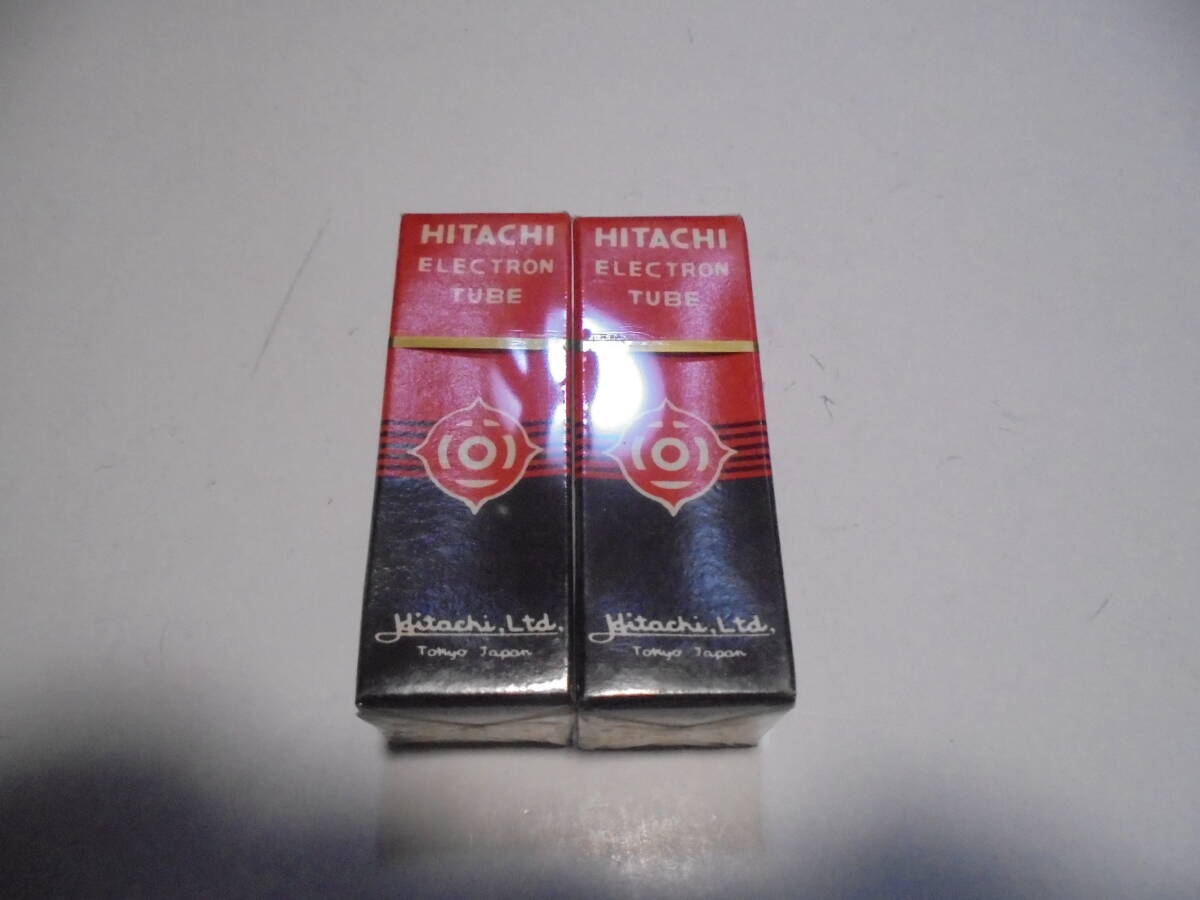 HITACHI
ELECTRON
TUBE
Hitachi, Ltd.
Tokyo Japan
HITACHI
ELECTRON
TUBE
Hitachi, Ltd.
Tokyo Japan